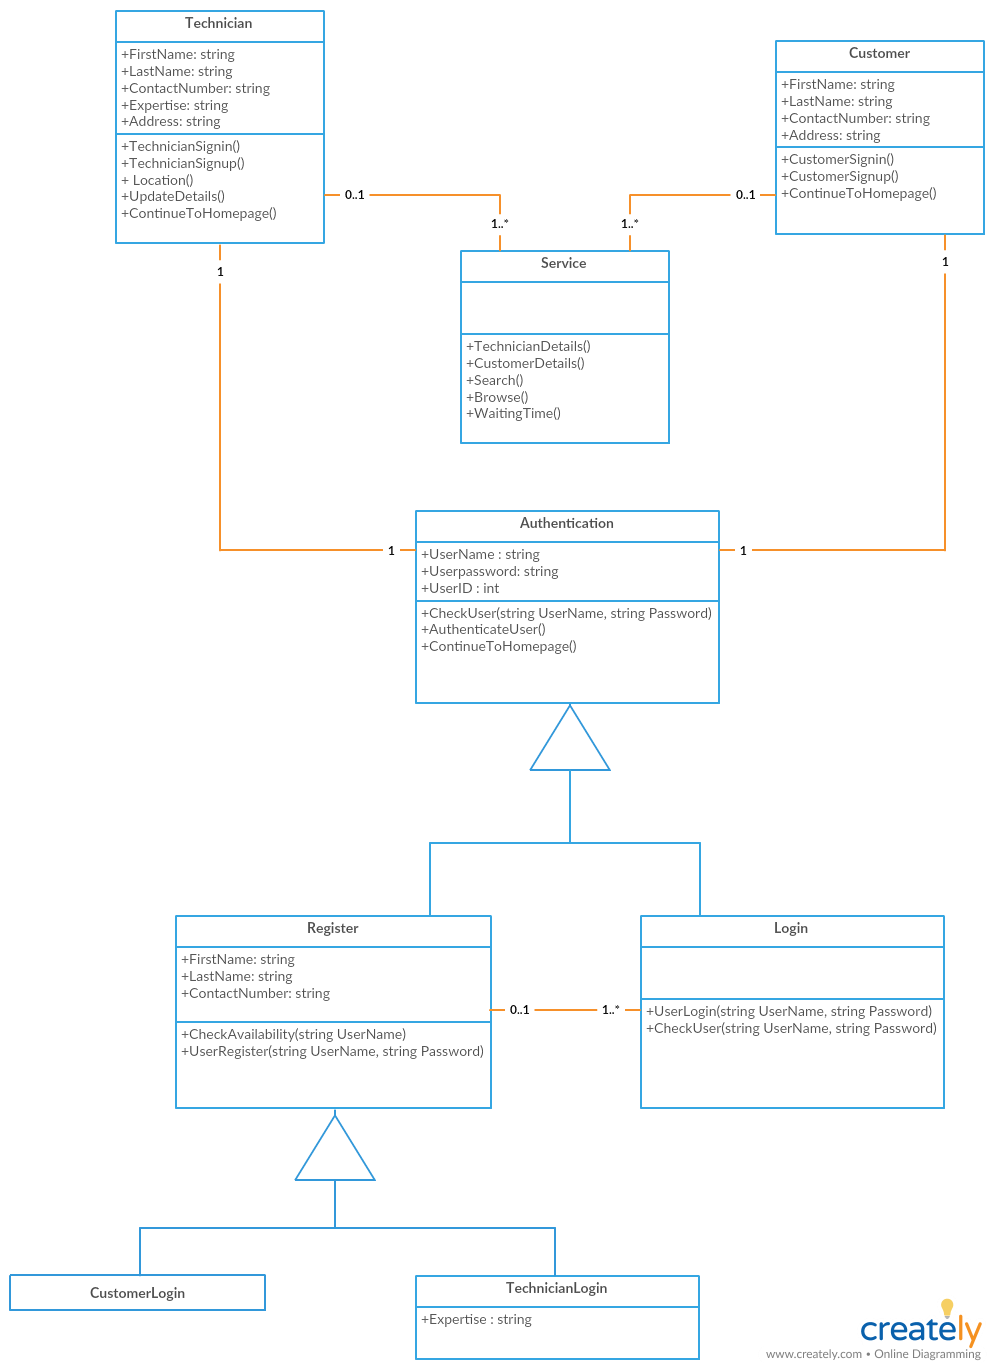 Technician
+FirstName: string
+LastName: string
+ContactNumber: string
+Expertise: string
+Address: string
+TechnicianSignin()
+TechnicianSignup()
+ Location()
+UpdateDetails()
+ContinueToHomepage()
Customer
+FirstName: string
+LastName: string
+ContactNumber: string
+Address: string
+CustomerSignin()
+CustomerSignup()
+ContinueToHomepage()
0..1
1..*
1..*
0..1
1
1
Service
+TechnicianDetails()
+CustomerDetails()
+Search()
+Browse()
+WaitingTime()
1
1
Authentication
+UserName : string
+Userpassword: string
+UserID : int
+CheckUser(string UserName, string Password)
+AuthenticateUser()
+ContinueToHomepage()
Register
+FirstName: string
+LastName: string
+ContactNumber: string
+CheckAvailability(string UserName)
+UserRegister(string UserName, string Password)
0..1
1..*
Login
+UserLogin(string UserName, string Password)
+CheckUser(string UserName, string Password)
CustomerLogin
TechnicianLogin
+Expertise : string
creately
www.creately.com • Online Diagramming